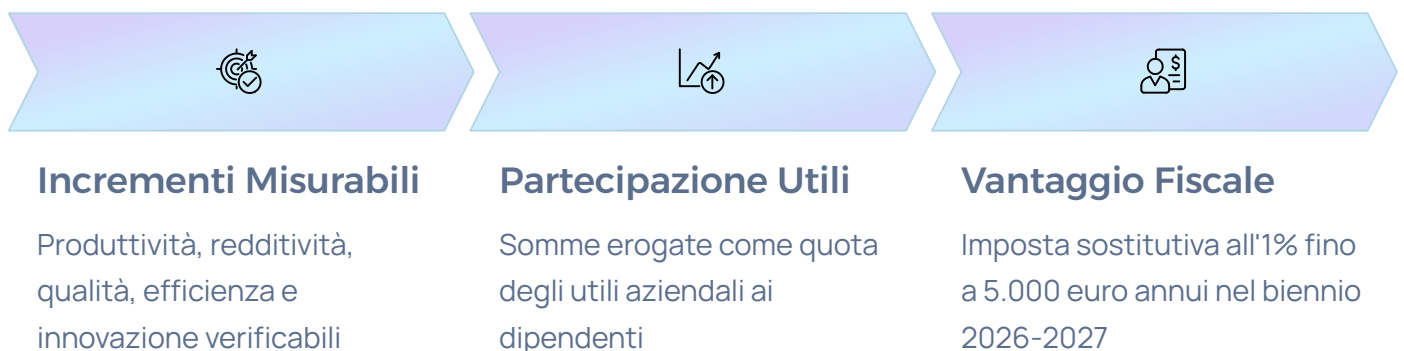 Incrementi Misurabili
Produttività, redditività,
qualità, efficienza e
innovazione verificabili
Partecipazione Utili
Somme erogate come quota
degli utili aziendali ai
dipendenti
Vantaggio Fiscale
Imposta sostitutiva all'1% fino
a 5.000 euro annui nel biennio
2026-2027